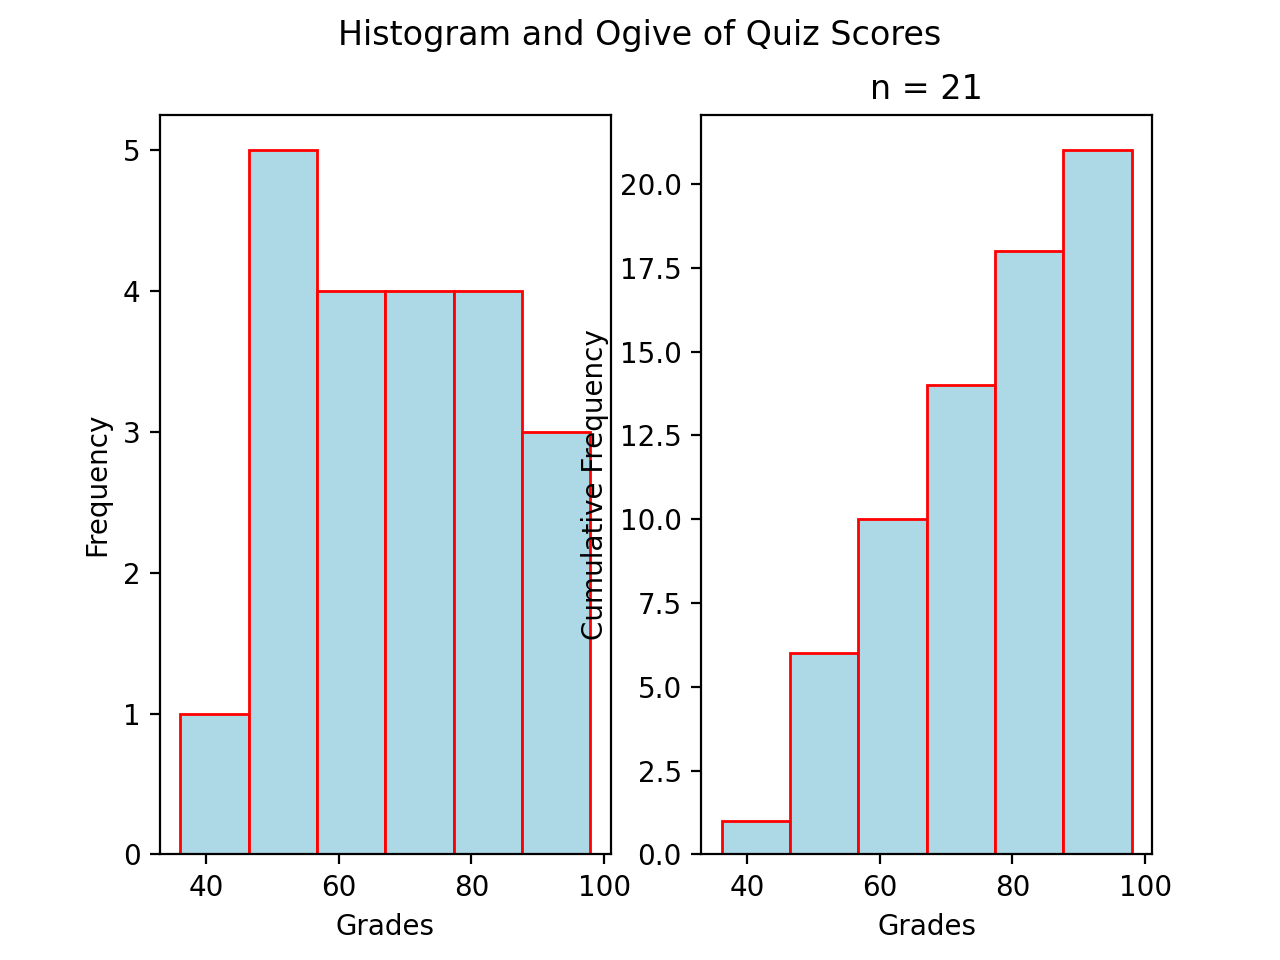 Histogram and Ogive of Quiz Scores
n = 21
5
4
3
2
1
0
Frequency
40 60 80 100
Grades
20.0
17.5
15.0
12.5
10.0
7.5
5.0
2.5
0.0
Cumulative Frequency
40 60 80 100
Grades